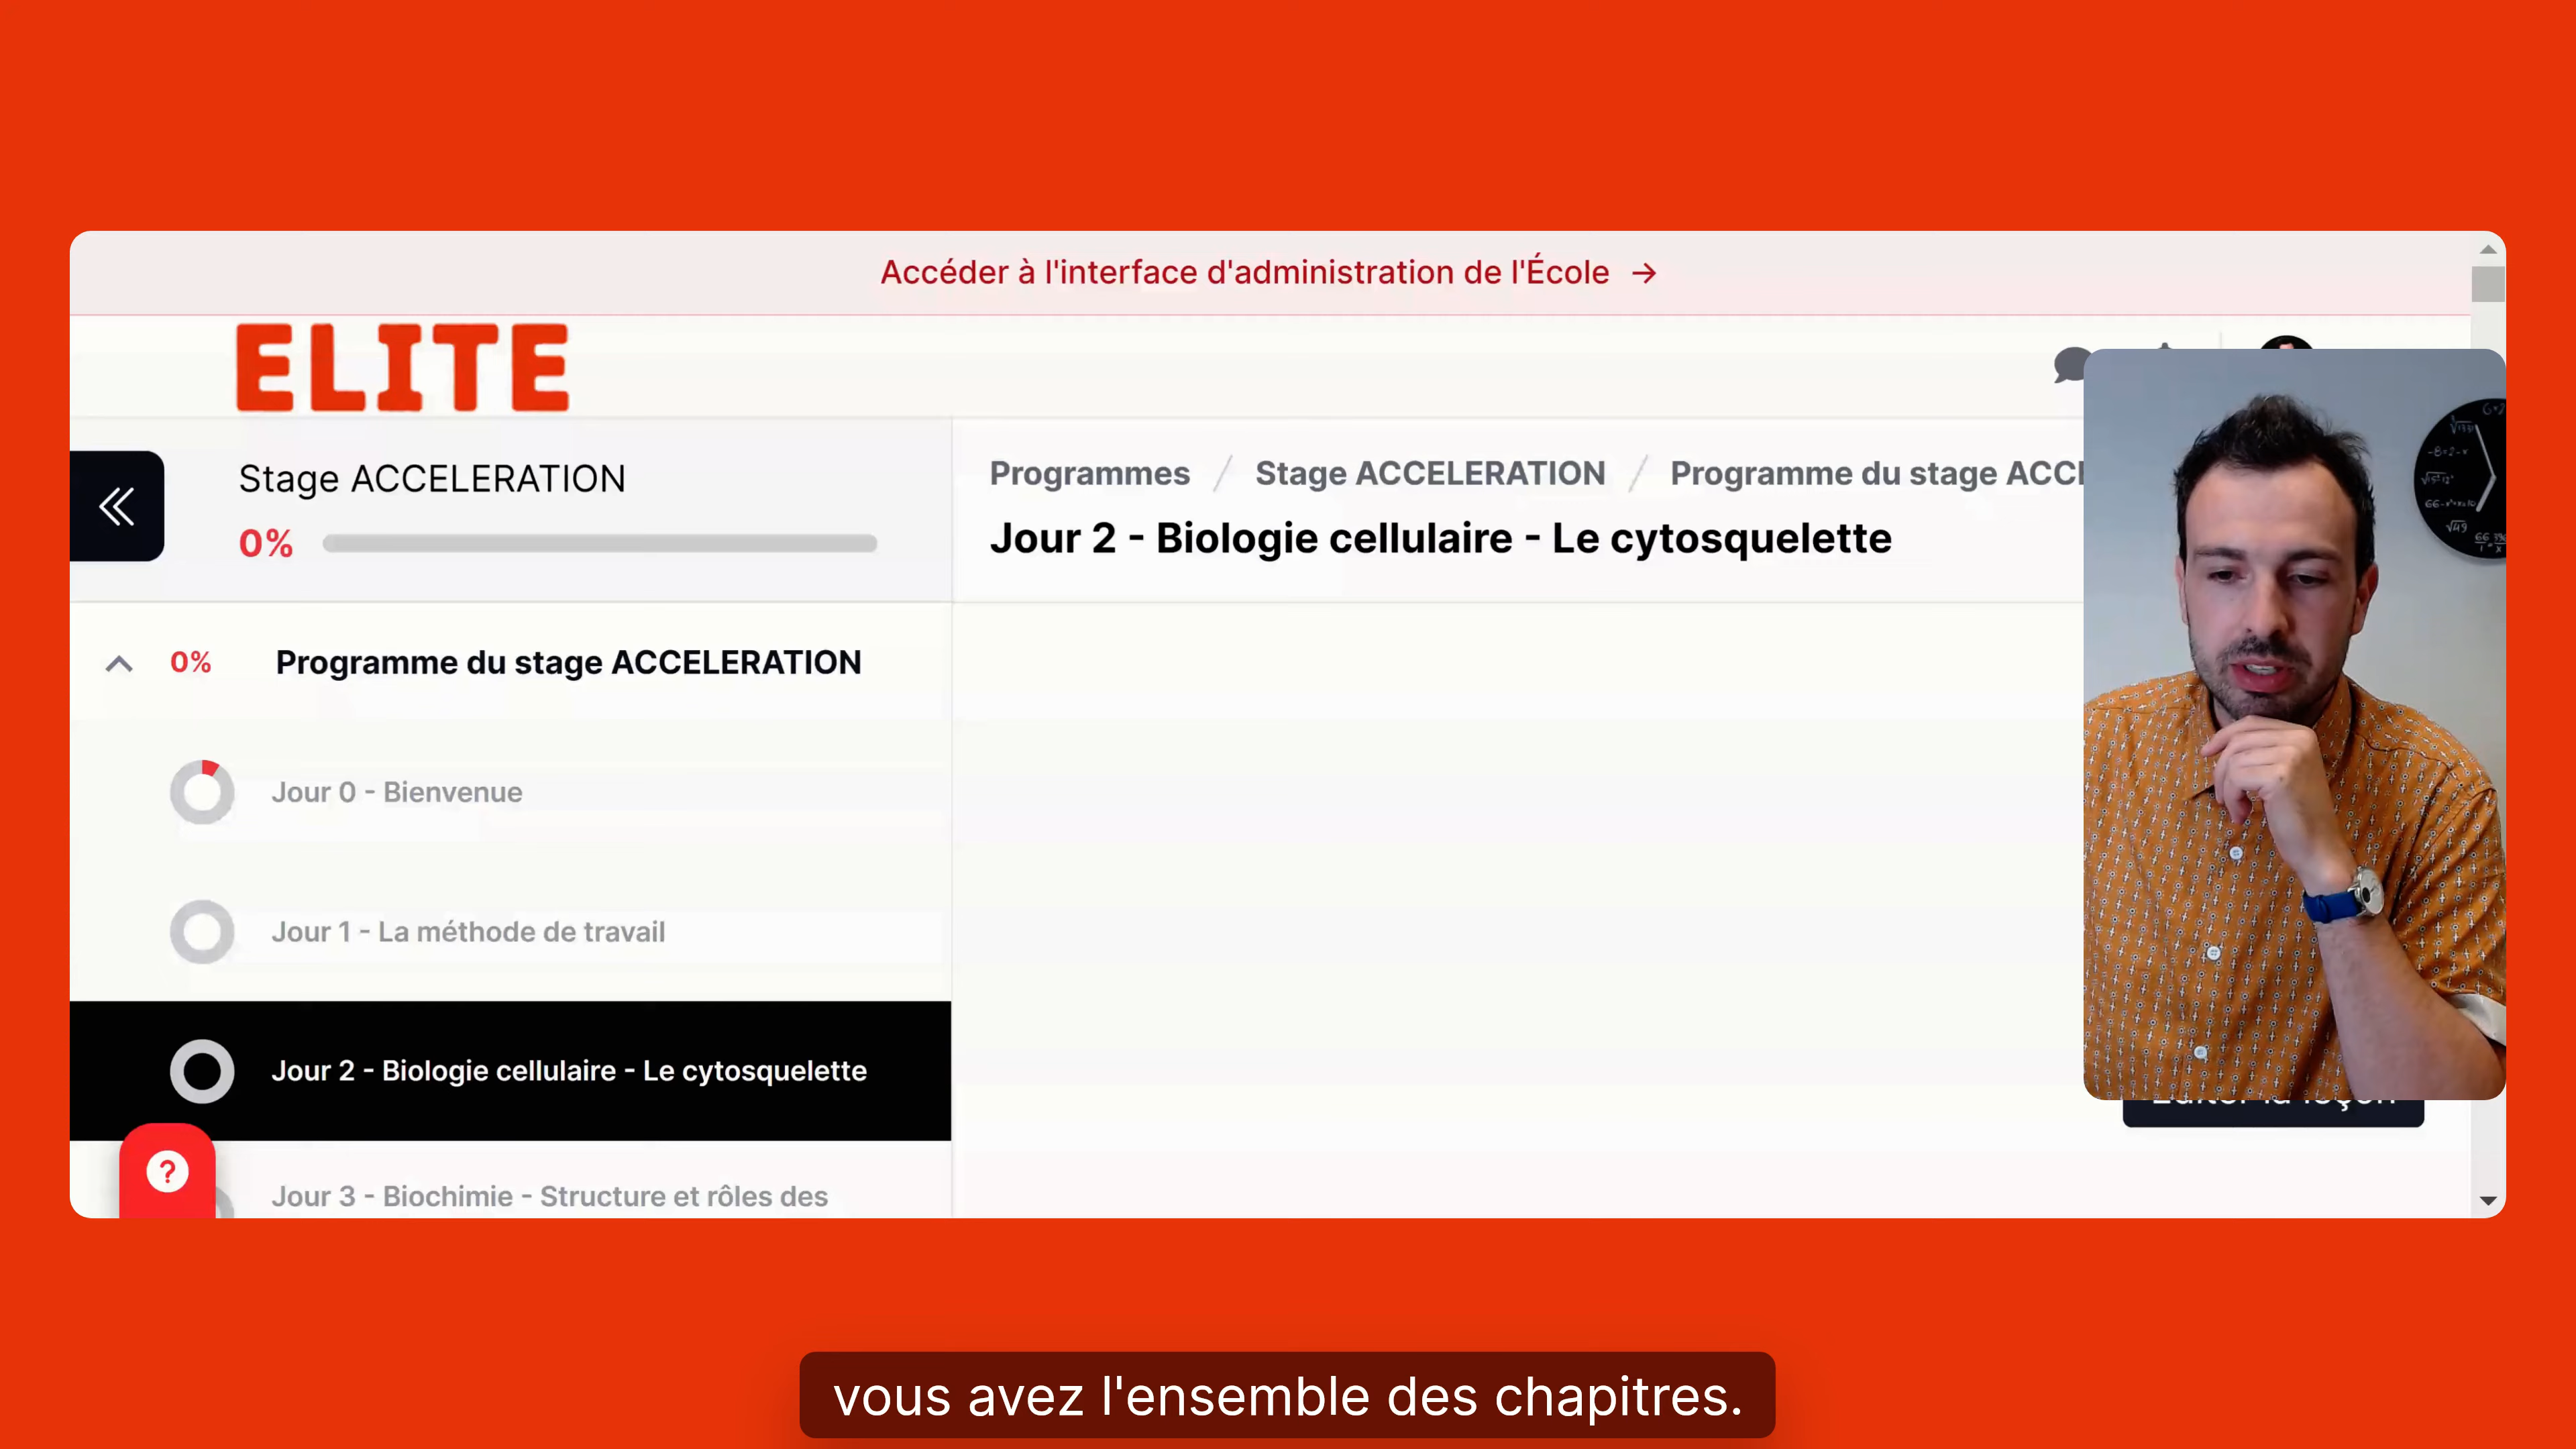 Accéder à l'interface d'administration de l'École →
ELITE
Stage ACCELERATION
0%
Programmes / Stage ACCELERATION / Programme du stage
Jour 2 - Biologie cellulaire - Le cytosquelette
0% Programme du stage ACCELERATION
Jour 0 - Bienvenue
Jour 1 - La méthode de travail
Jour 2 - Biologie cellulaire - Le cytosquelette
?
Jour 3 - Biochimie - Structure et rôles des
vous avez l'ensemble des chapitres.